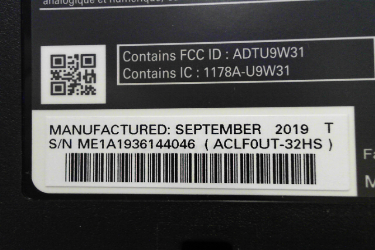 analogique et numérique,
Contains FCC ID : ADTU9W31
Contains IC : 1178A-U9W31
MANUFACTURED: SEPTEMBER 2019 T
S/N ME1A1936144046 ( ACLF0UT-32HS )